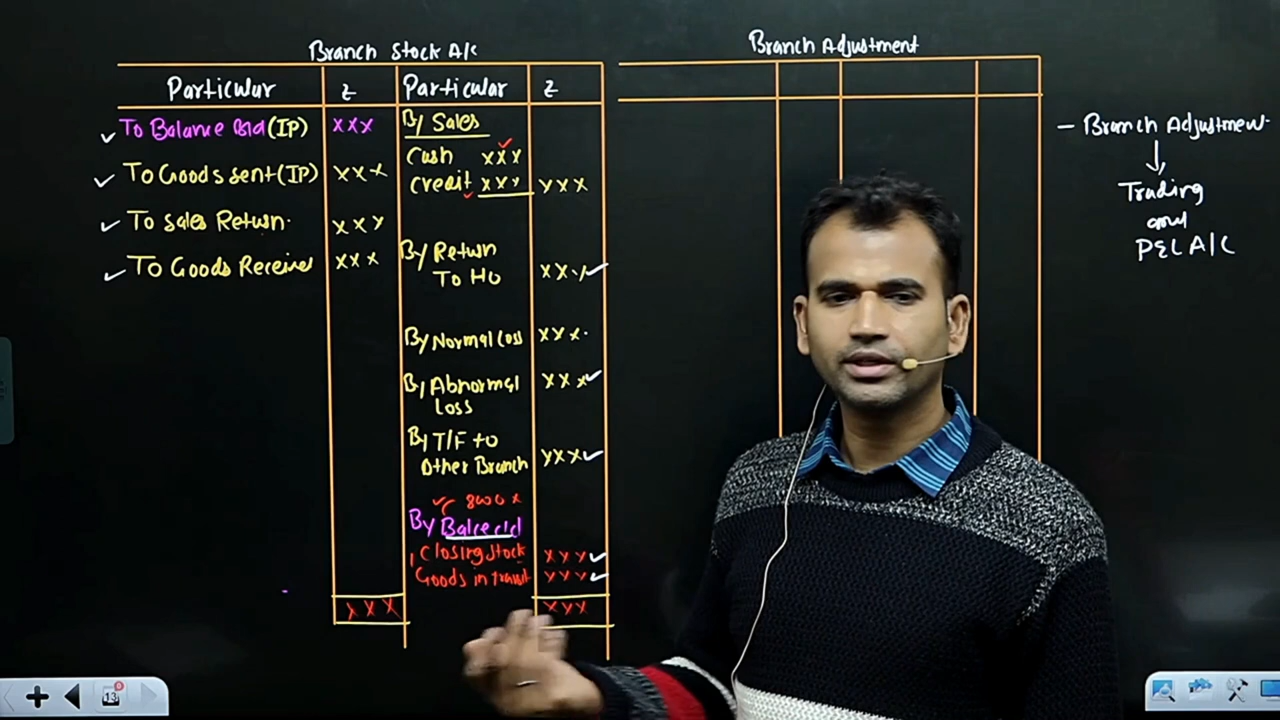 Branch Stock A/c
Particular ₹ Particular ₹
To Balance b/d (IP) xxx
To Goods sent (IP) xxx
To Sales Return xxx
To Goods Received xxx
By Sales
Cash xxx
Credit xxx xxx
By Return
To HO xxx
By Normal Loss xxx
By Abnormal
Loss xxx
By T/F to
Other Branch xxx
8000 x
By Balance c/d
Closing Stock xxx
Goods in transit xxx
xxx xxx
Branch Adjustment
- Branch Adjustment
Trading
and
P&L A/C
13